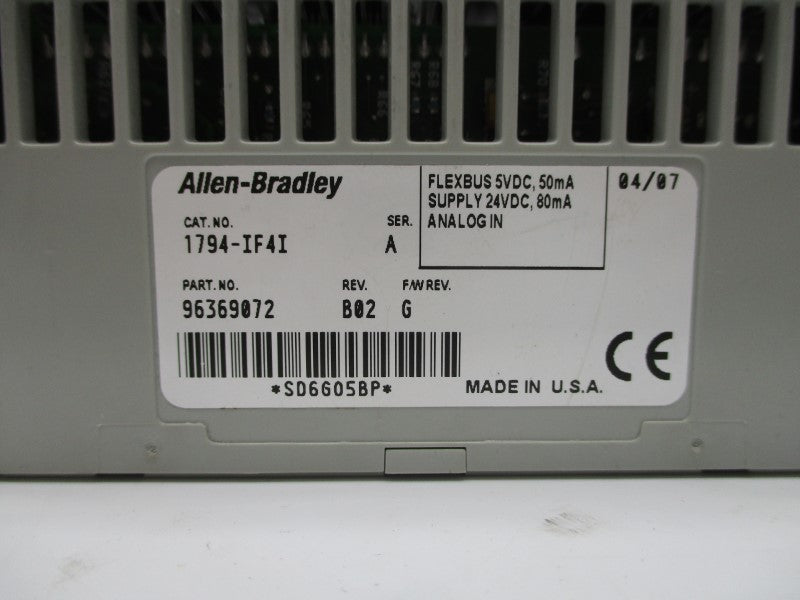 Allen-Bradley
FLEXBUS 5VDC, 50mA
SUPPLY 24VDC, 80mA
ANALOG IN
04/07
CAT. NO. SER.
1794-IF4I A
PART. NO. REV. F/W REV.
96369072 B02 G
*SD6G05BP*
MADE IN U.S.A.
CE